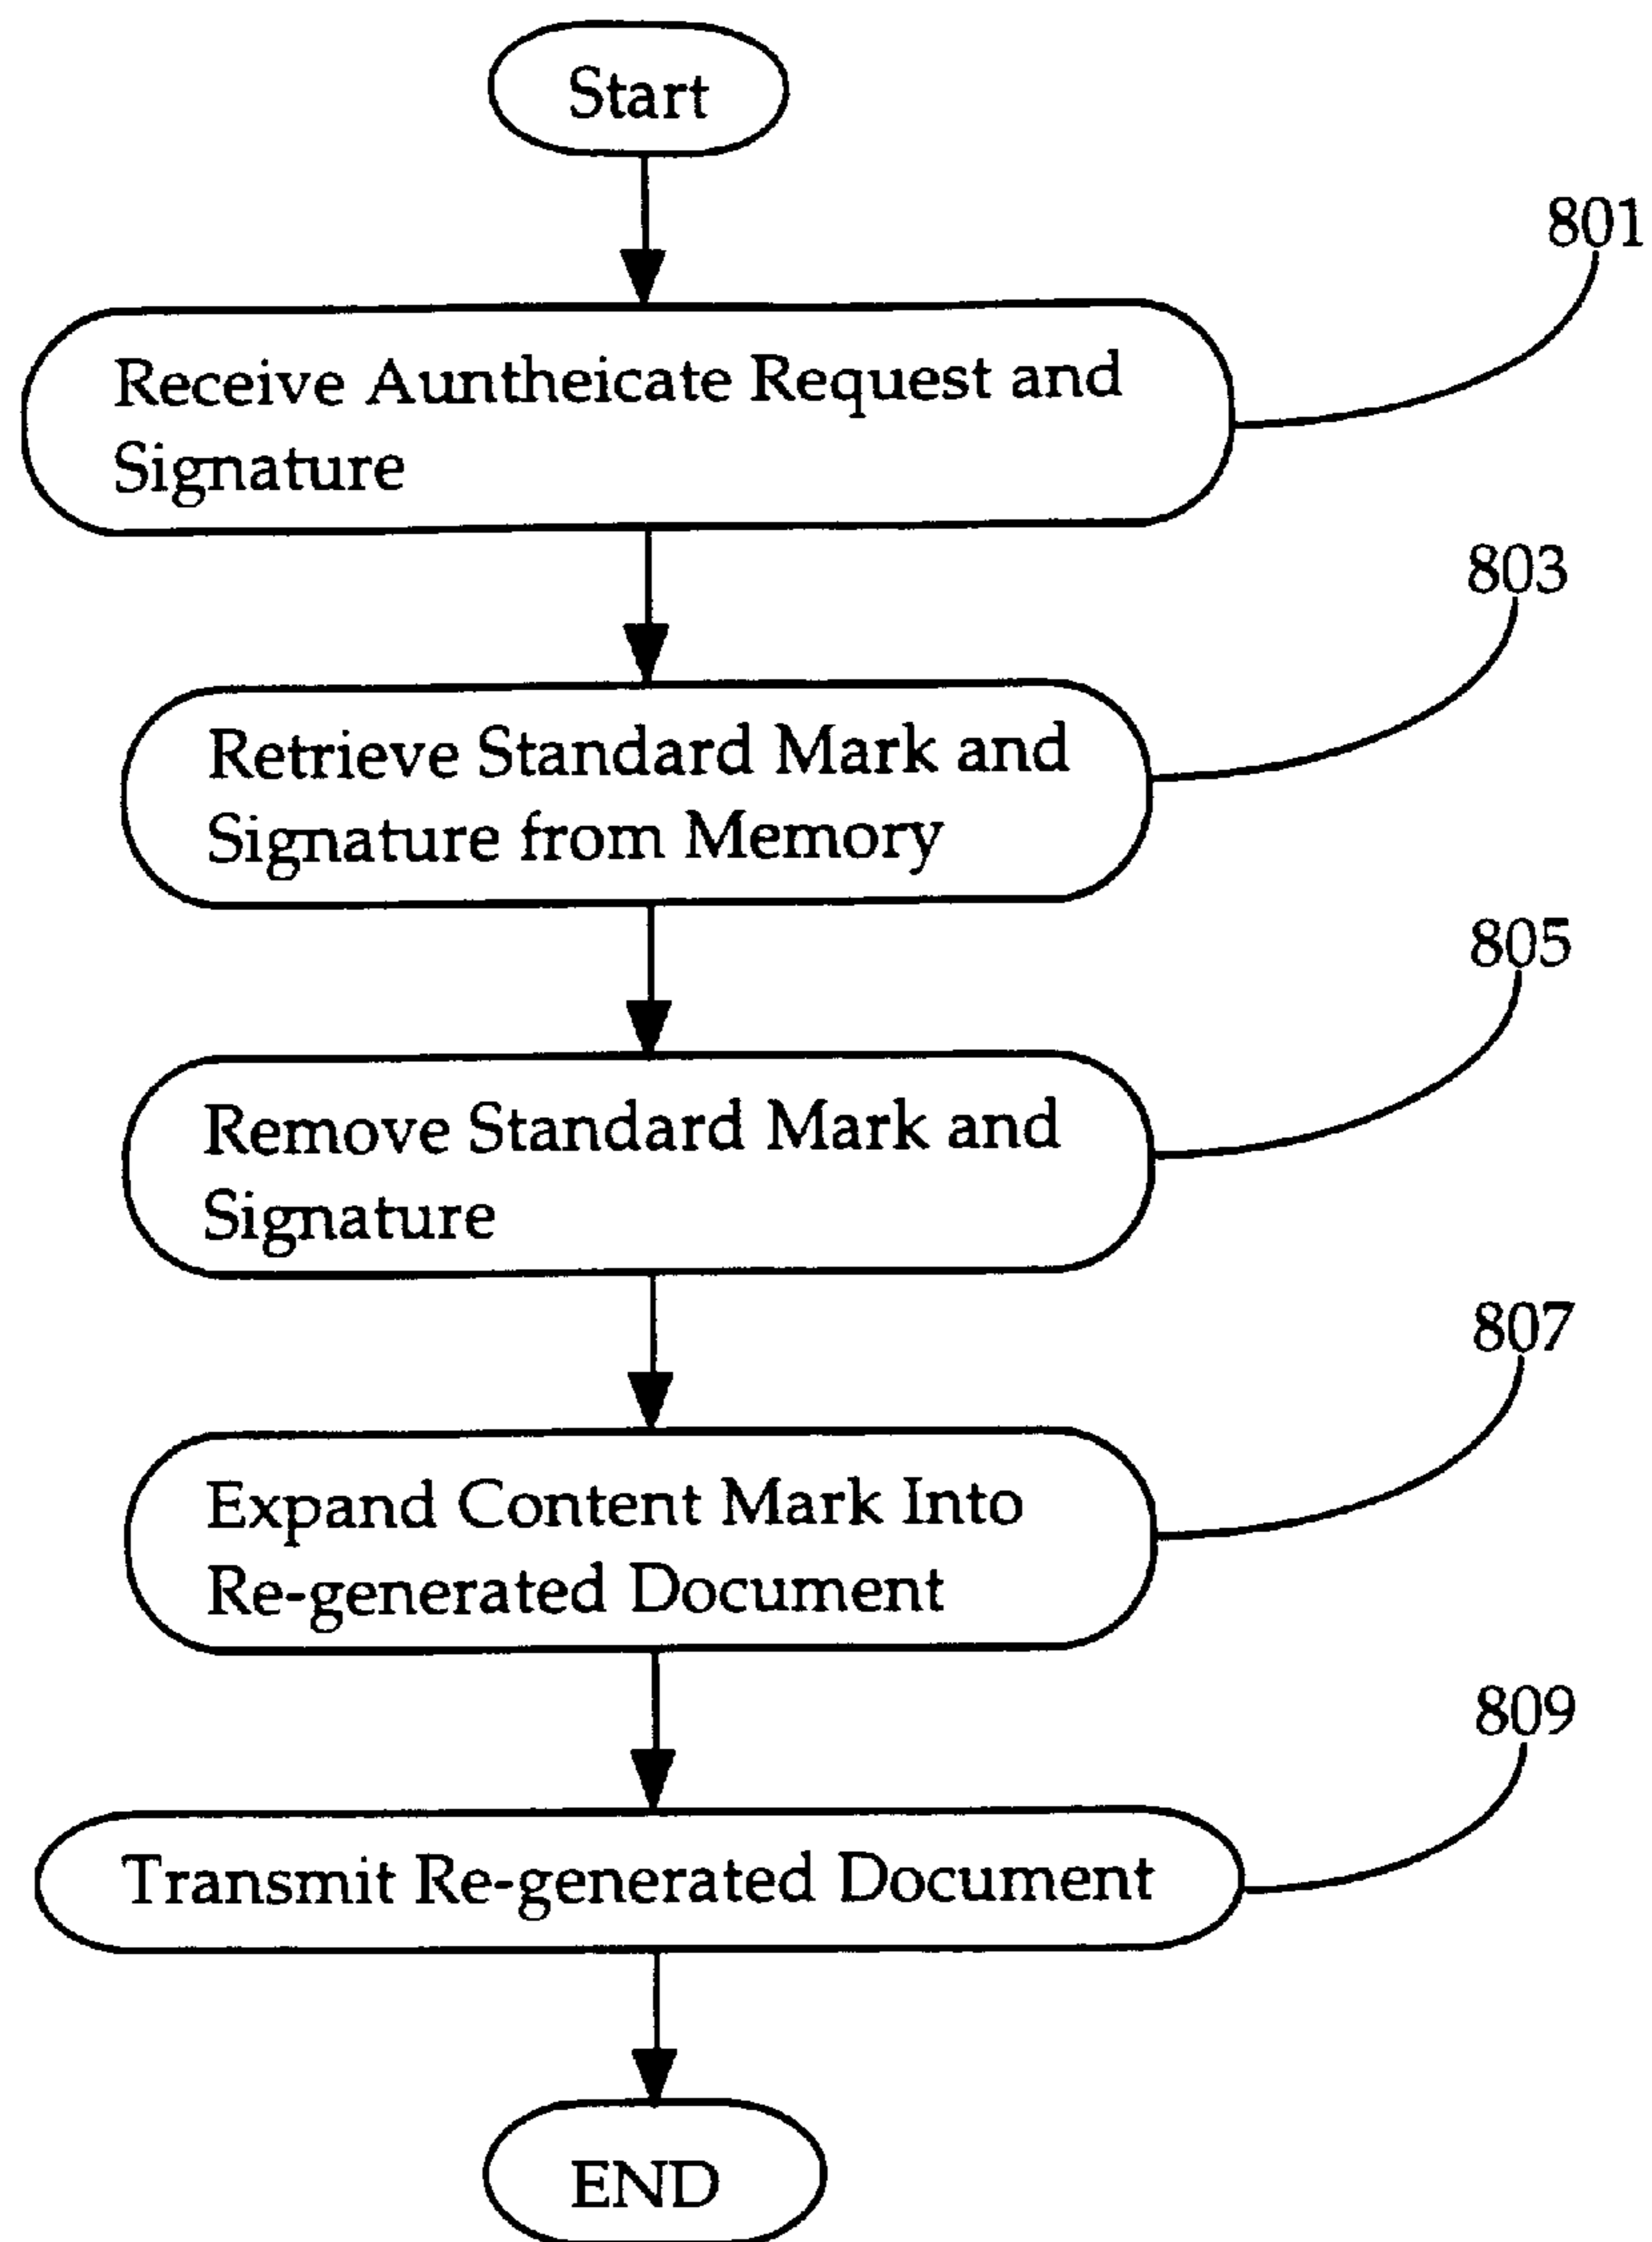 Start
801
Receive Auntheicate Request and
Signature
803
Retrieve Standard Mark and
Signature from Memory
805
Remove Standard Mark and
Signature
807
Expand Content Mark Into
Re-generated Document
809
Transmit Re-generated Document
END